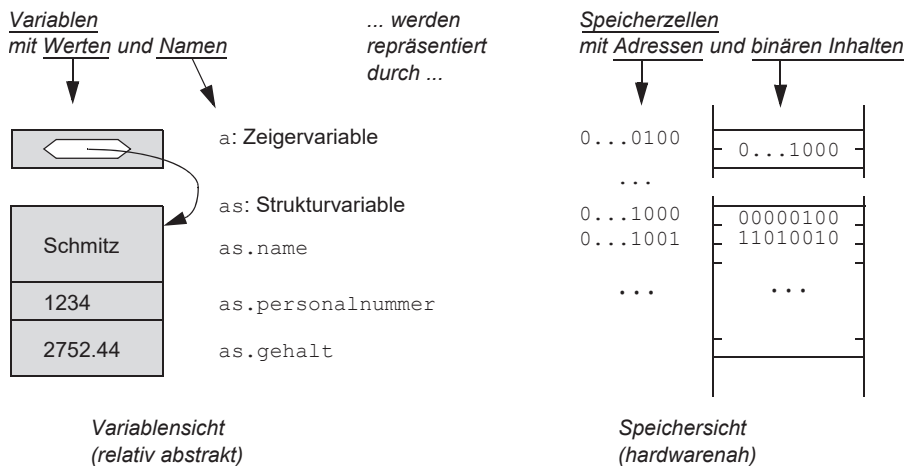 Variablen
mit Werten und Namen
... werden
repräsentiert
durch ...
Speicherzellen
mit Adressen und binären Inhalten
a: Zeigervariable
0...0100
0...1000
...
as: Strukturvariable
0...1000
00000100
Schmitz
as.name
0...1001
11010010
1234
as.personalnummer
...
...
2752.44
as.gehalt
Variablensicht
(relativ abstrakt)
Speichersicht
(hardwarenah)